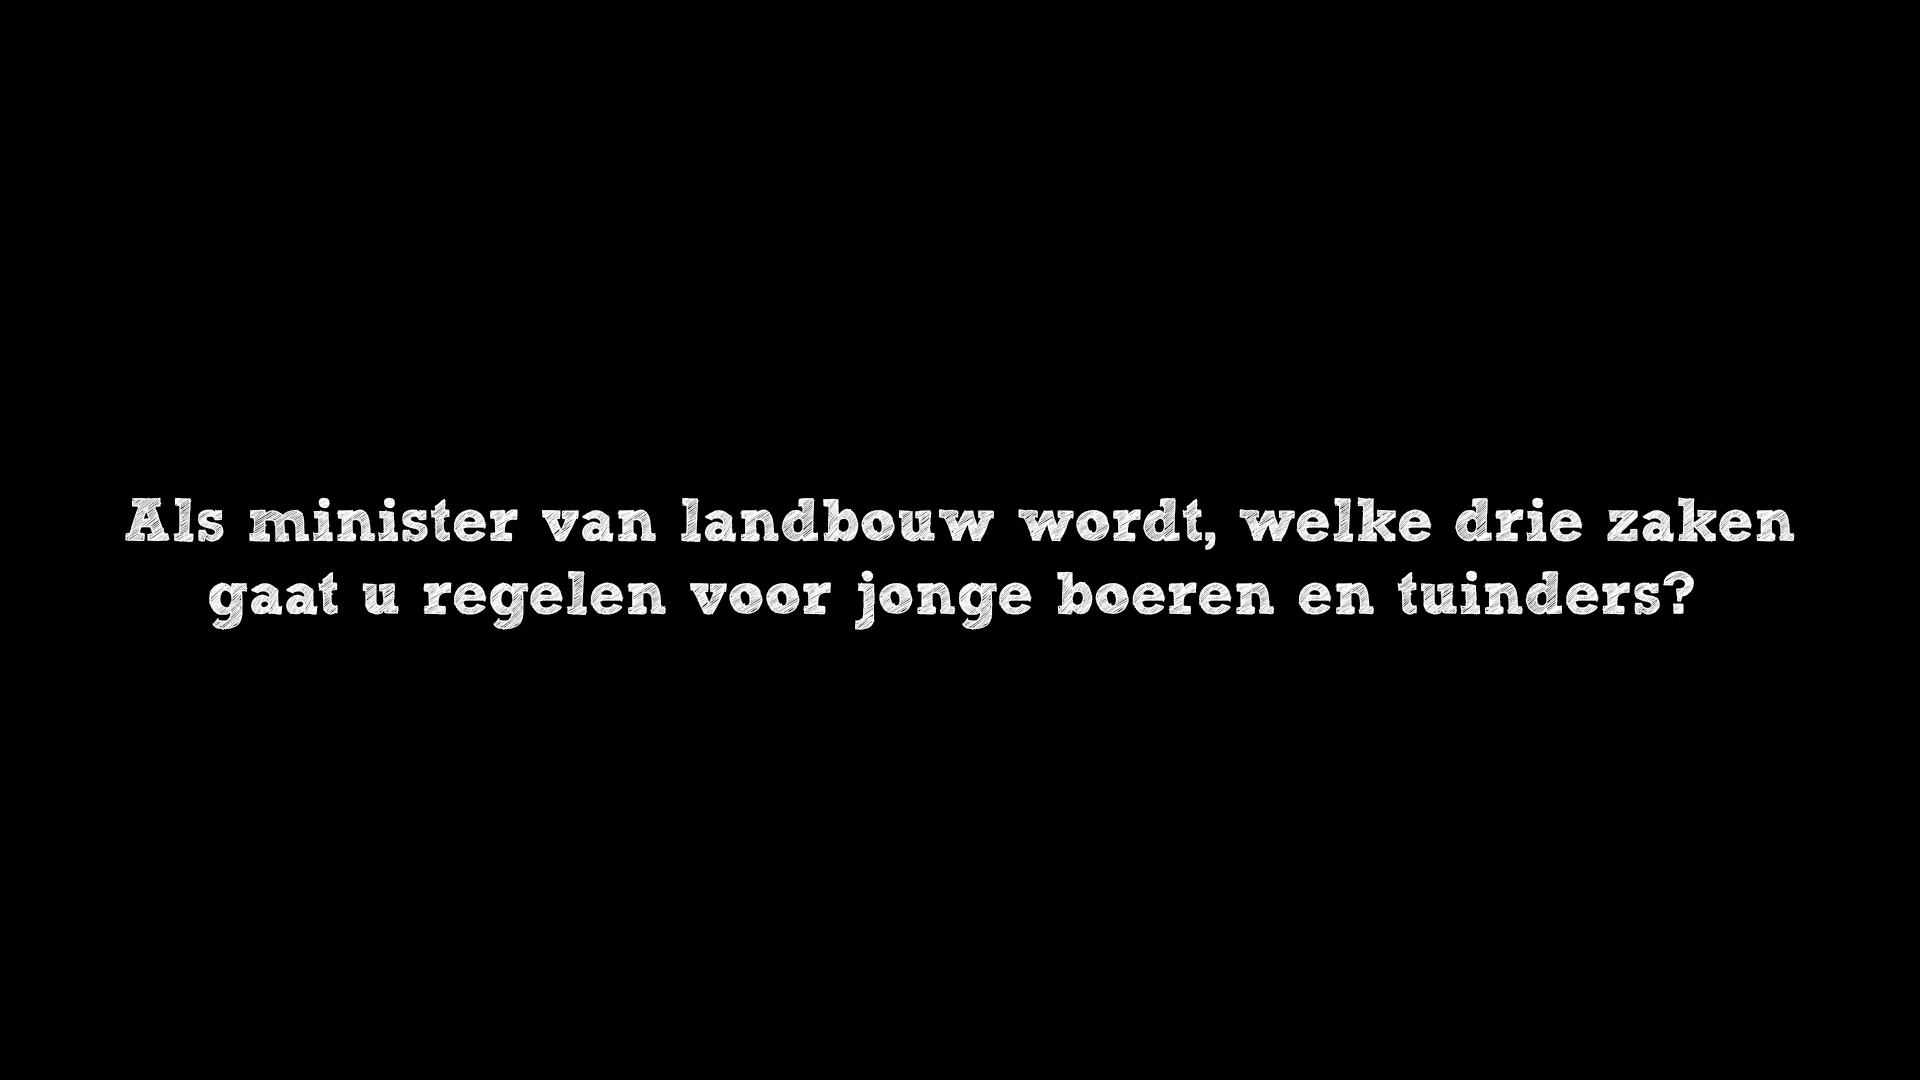 Als minister van landbouw wordt, welke drie zaken
gaat u regelen voor jonge boeren en tuinders?